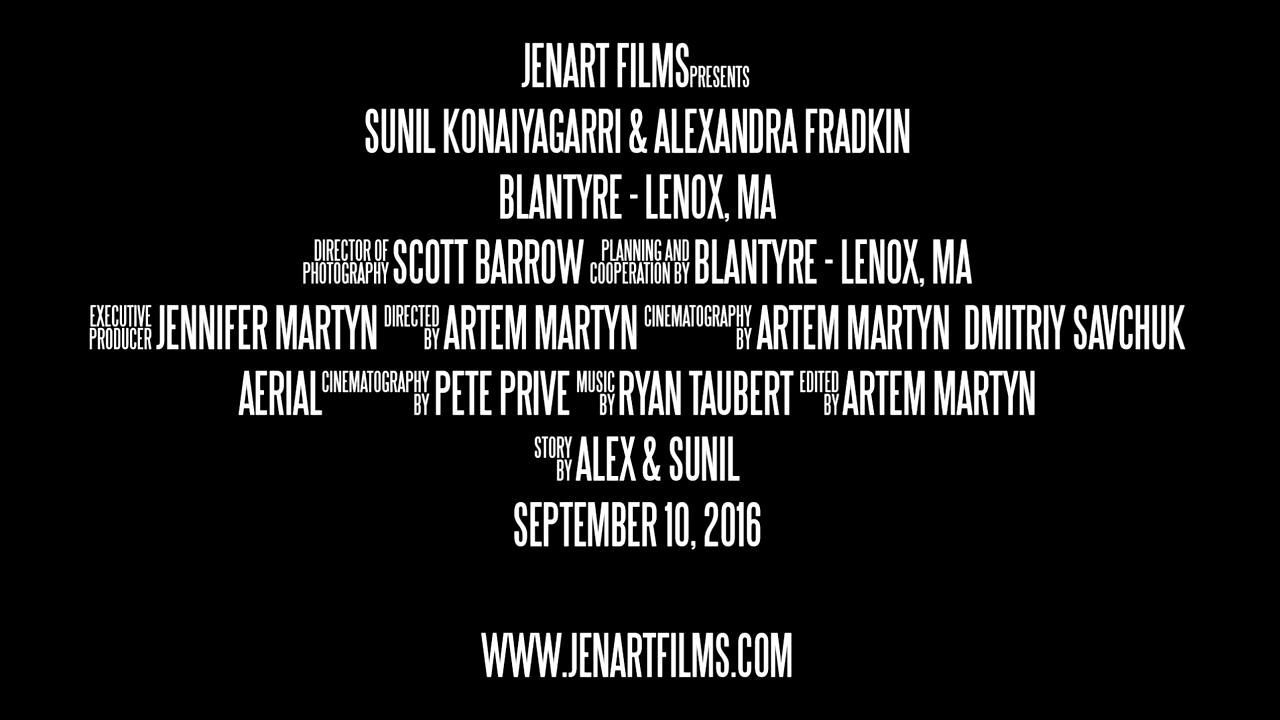 JENART FILMS PRESENTS
SUNIL KONAIYAGARRI & ALEXANDRA FRADKIN
BLANTYRE - LENOX, MA
DIRECTOR OF PHOTOGRAPHY SCOTT BARROW PLANNING AND COOPERATION BY BLANTYRE - LENOX, MA
EXECUTIVE PRODUCER JENNIFER MARTYN DIRECTED BY ARTEM MARTYN CINEMATOGRAPHY BY ARTEM MARTYN DMITRIY SAVCHUK
AERIAL CINEMATOGRAPHY BY PETE PRIVE MUSIC BY RYAN TAUBERT EDITED BY ARTEM MARTYN
STORY BY ALEX & SUNIL
SEPTEMBER 10, 2016
WWW.JENARTFILMS.COM